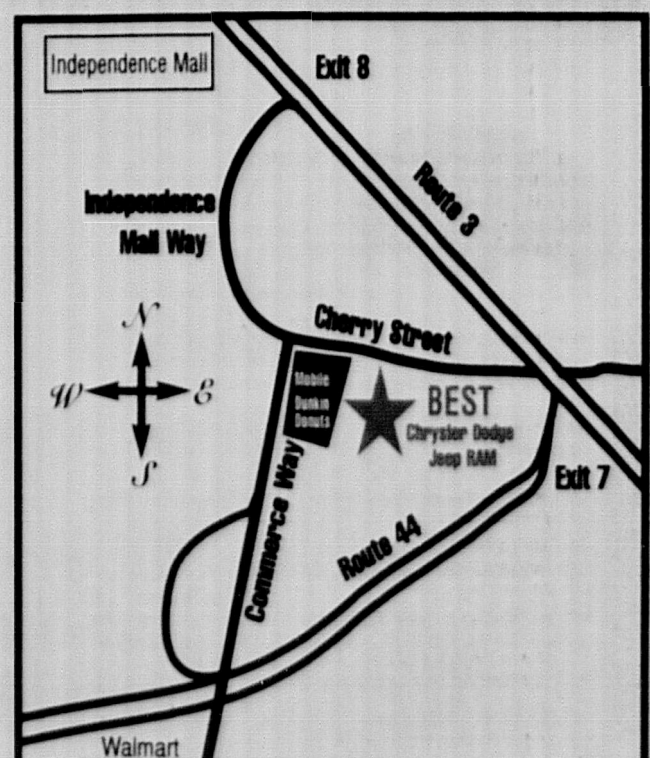 Independence Mall
Exit 8
Route 3
Independence
Mall Way
Cherry Street
N
W
E
S
Mobile
Dunkin
Donuts
BEST
Chrysler Dodge
Jeep RAM
Exit 7
Commerce Way
Route 44
Walmart